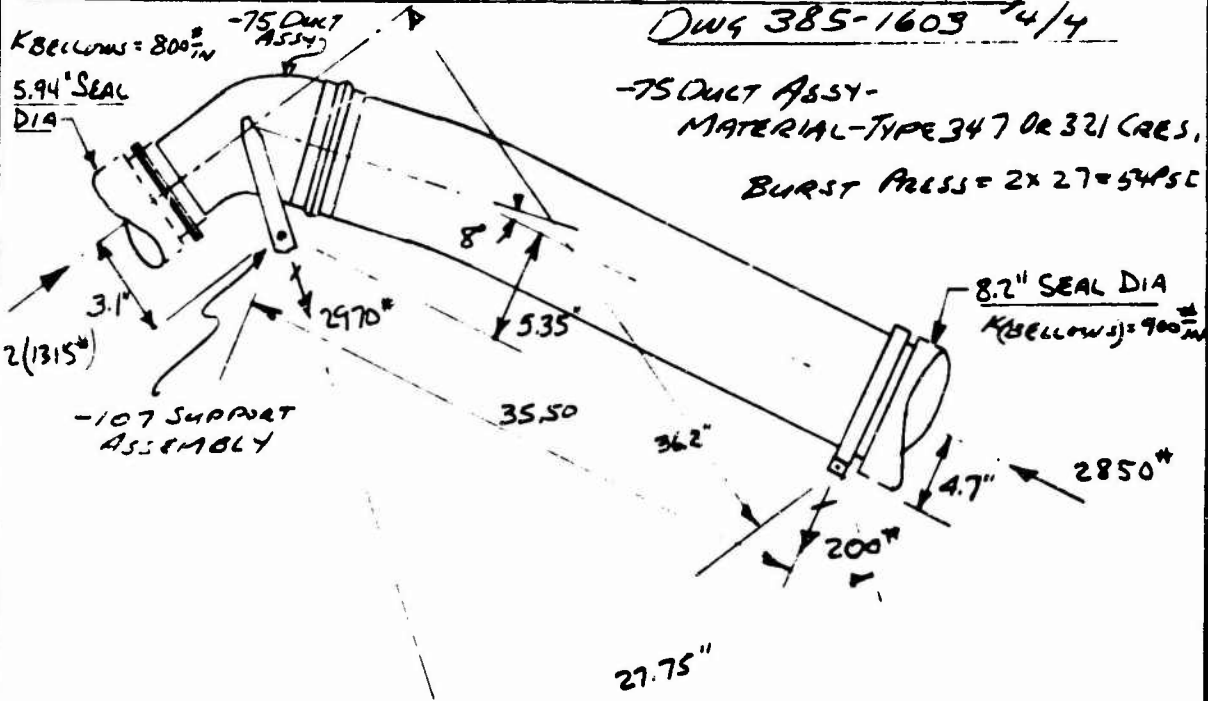 DWG 385-1603 4/4
-75 DUCT ASSY-
MATERIAL-TYPE 347 OR 321 CRES.
BURST PRESS = 2 x 27 = 54 PSI
-75 DUCT
ASSY
K BELLOWS = 800 #/IN
5.94" SEAL
DIA
8°
3.1"
2970#
5.35"
8.2" SEAL DIA
K(BELLOWS) = 900 #/IN
2(1315#)
-107 SUPPORT
ASSEMBLY
35.50
36.2"
4.7"
2850#
200#
27.75"